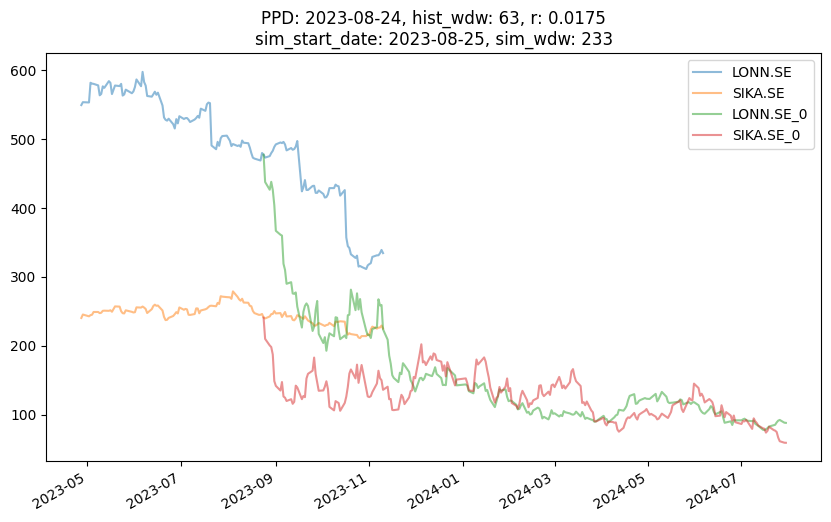 PPD: 2023-08-24, hist_wdw: 63, r: 0.0175
sim_start_date: 2023-08-25, sim_wdw: 233
LONN.SE
SIKA.SE
LONN.SE_0
SIKA.SE_0
600
500
400
300
200
100
2023-05
2023-07
2023-09
2023-11
2024-01
2024-03
2024-05
2024-07